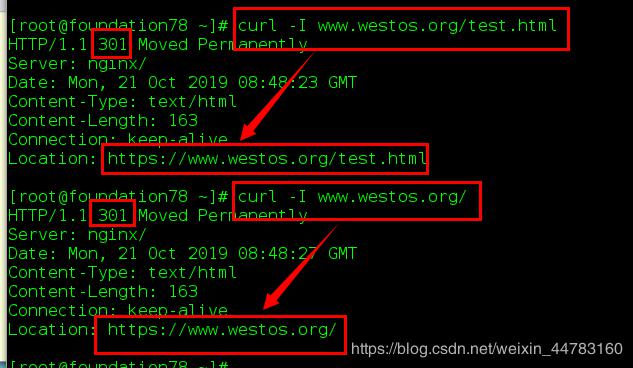 [root@foundation78 ~]# curl -I www.westos.org/test.html
HTTP/1.1 301 Moved Permanently
Server: nginx/
Date: Mon, 21 Oct 2019 08:48:23 GMT
Content-Type: text/html
Content-Length: 163
Connection: keep-alive
Location: https://www.westos.org/test.html
[root@foundation78 ~]# curl -I www.westos.org/
HTTP/1.1 301 Moved Permanently
Server: nginx/
Date: Mon, 21 Oct 2019 08:48:27 GMT
Content-Type: text/html
Content-Length: 163
Connection: keep-alive
Location: https://www.westos.org/
https://blog.csdn.net/weixin_44783160
[root@foundation78 ~]#